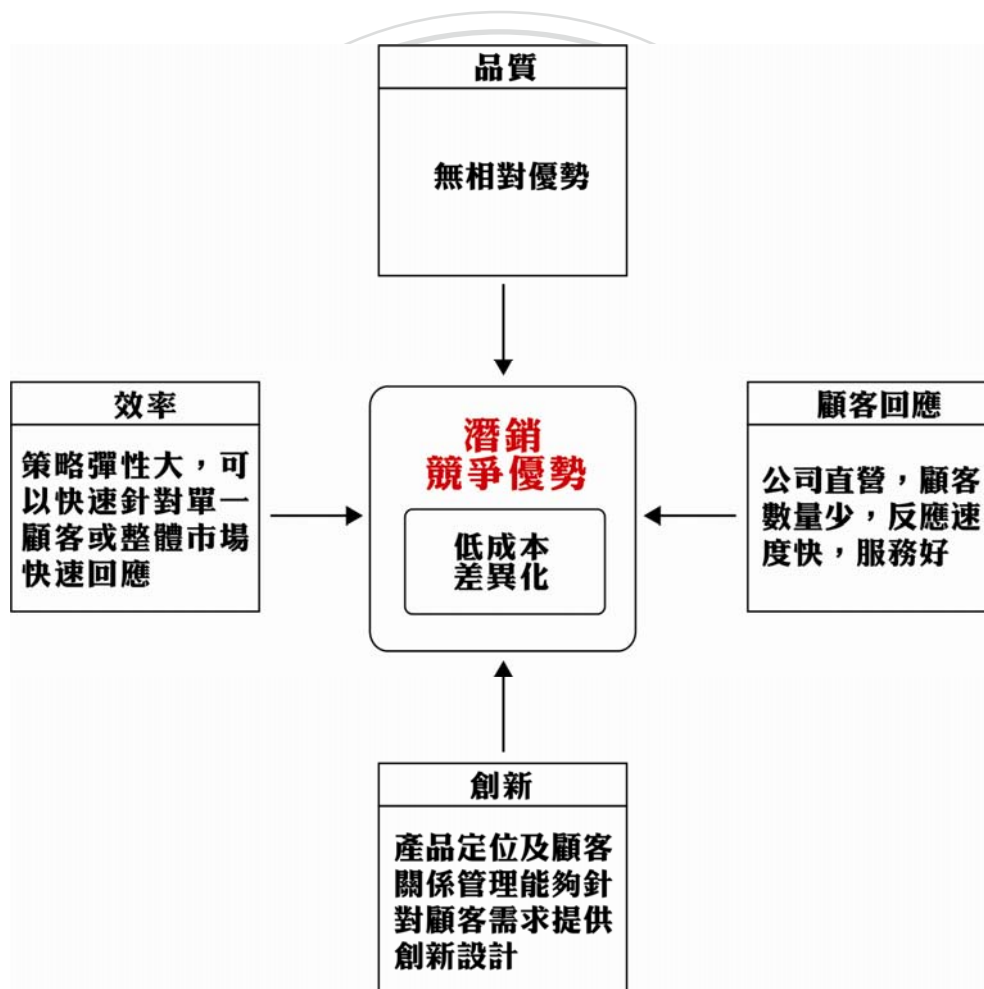 品質
無相對優勢
效率
策略彈性大，可
以快速針對單一
顧客或整體市場
快速回應
潛銷
競爭優勢
低成本
差異化
顧客回應
公司直營，顧客
數量少，反應速
度快，服務好
創新
產品定位及顧客
關係管理能夠針
對顧客需求提供
創新設計